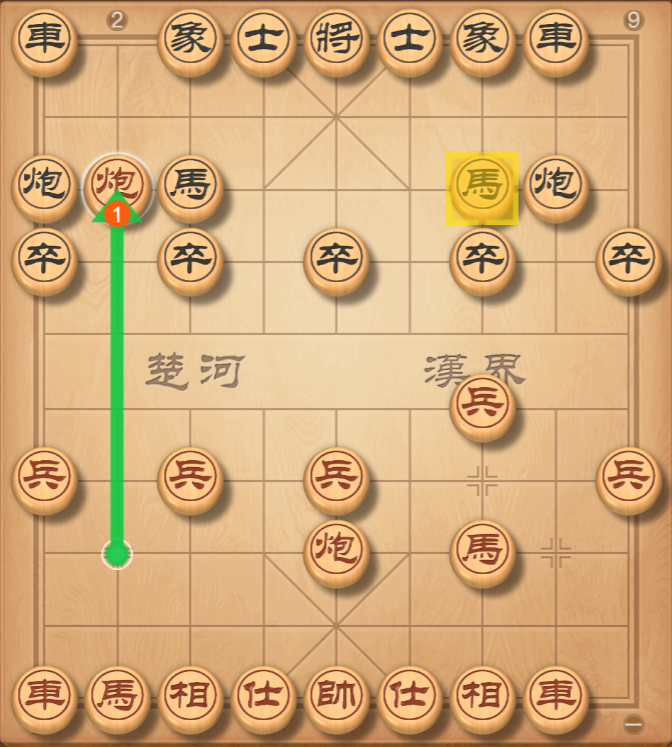 2 9
車 象 士 將 士 象 車
炮 炮 馬 馬 炮
1
卒 卒 卒 卒 卒
楚河 漢界
兵
兵 兵 兵 兵
炮 馬
車 馬 相 仕 帥 仕 相 車
一